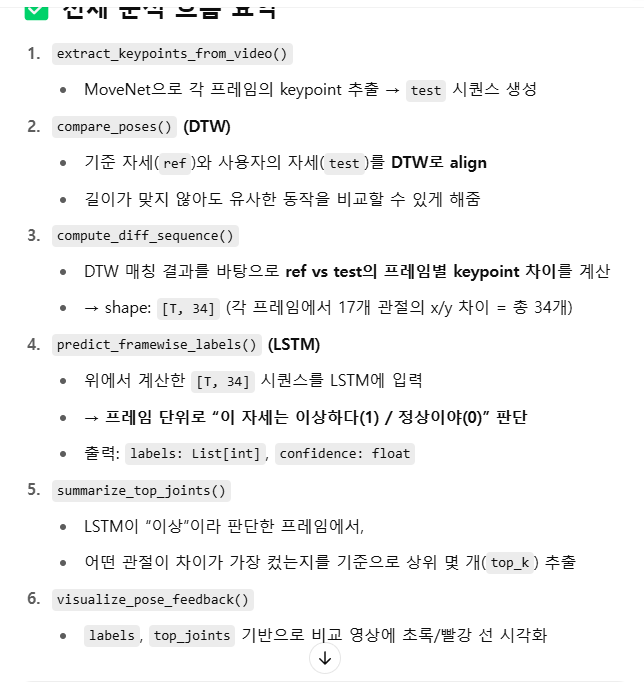 전체 분석 흐름 요약
1. extract_keypoints_from_video()
• MoveNet으로 각 프레임의 keypoint 추출 → test 시퀀스 생성
2. compare_poses() (DTW)
• 기준 자세(ref)와 사용자의 자세(test)를 DTW로 align
• 길이가 맞지 않아도 유사한 동작을 비교할 수 있게 해줌
3. compute_diff_sequence()
• DTW 매칭 결과를 바탕으로 ref vs test의 프레임별 keypoint 차이를 계산
• → shape: [T, 34] (각 프레임에서 17개 관절의 x/y 차이 = 총 34개)
4. predict_framewise_labels() (LSTM)
• 위에서 계산한 [T, 34] 시퀀스를 LSTM에 입력
• → 프레임 단위로 “이 자세는 이상하다(1) / 정상이야(0)” 판단
• 출력: labels: List[int], confidence: float
5. summarize_top_joints()
• LSTM이 “이상”이라 판단한 프레임에서,
• 어떤 관절이 차이가 가장 컸는지를 기준으로 상위 몇 개(top_k) 추출
6. visualize_pose_feedback()
• labels, top_joints 기반으로 비교 영상에 초록/빨강 선 시각화